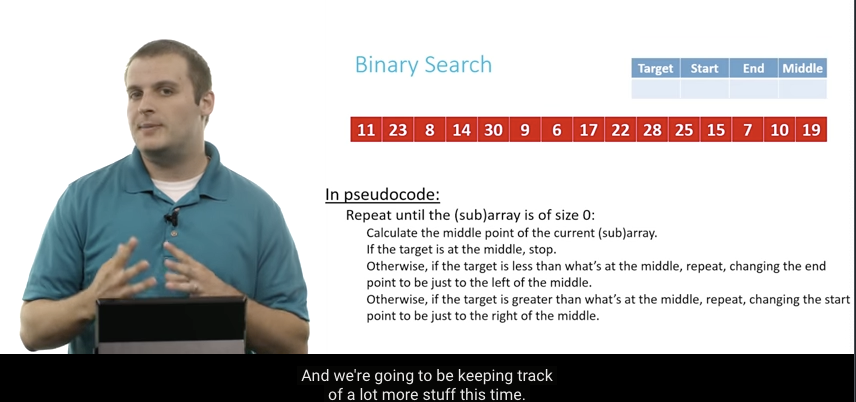 Binary Search
Target Start End Middle
11 23 8 14 30 9 6 17 22 28 25 15 7 10 19
In pseudocode:
Repeat until the (sub)array is of size 0:
Calculate the middle point of the current (sub)array.
If the target is at the middle, stop.
Otherwise, if the target is less than what's at the middle, repeat, changing the end
point to be just to the left of the middle.
Otherwise, if the target is greater than what's at the middle, repeat, changing the start
point to be just to the right of the middle.
And we're going to be keeping track
of a lot more stuff this time.